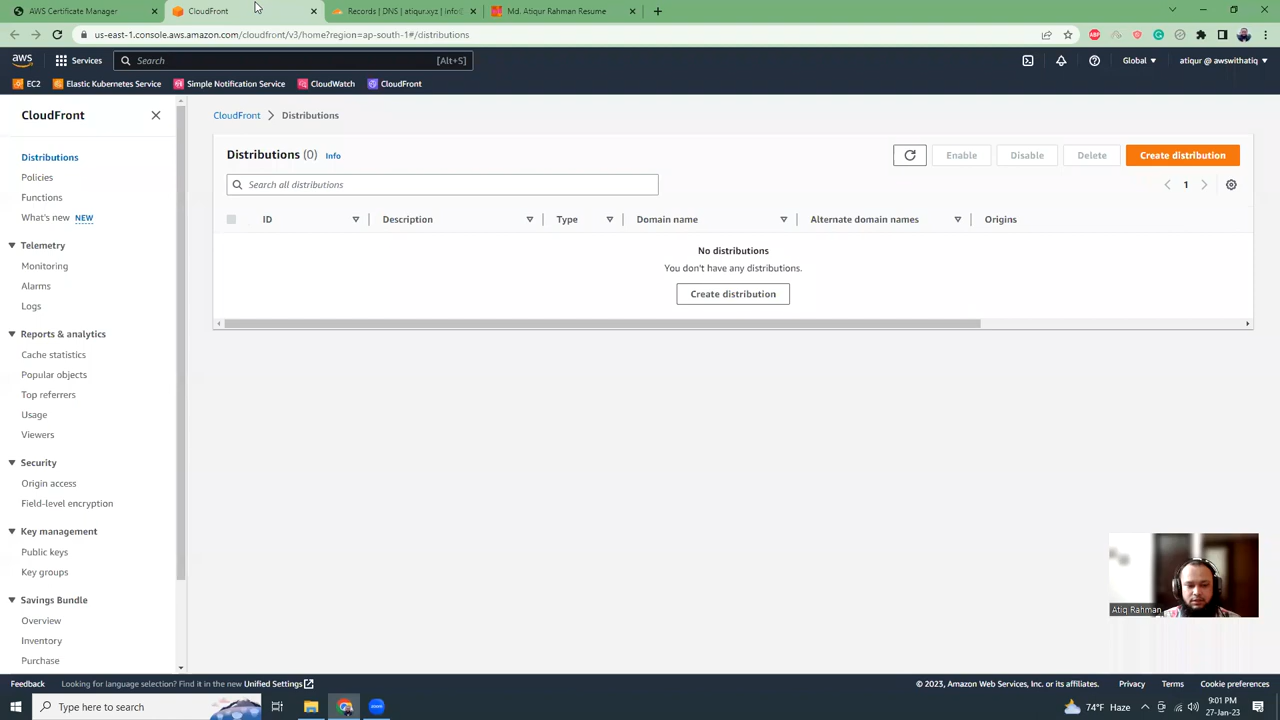 AWS Certificate Manager
CloudFront
Records | DNS | atiqur.xyz | info@
Md. Atiqur Rahman Resume
us-east-1.console.aws.amazon.com/cloudfront/v3/home?region=ap-south-1#/distributions
aws
Services
Search
[Alt+S]
Global
atiqur @ awswithatiq
EC2
Elastic Kubernetes Service
Simple Notification Service
CloudWatch
CloudFront
CloudFront
CloudFront
Distributions
Distributions
Policies
Functions
What's new NEW
Telemetry
Monitoring
Alarms
Logs
Reports & analytics
Cache statistics
Popular objects
Top referrers
Usage
Viewers
Security
Origin access
Field-level encryption
Key management
Public keys
Key groups
Savings Bundle
Overview
Inventory
Purchase
Distributions (0) Info
Enable
Disable
Delete
Create distribution
Search all distributions
1
ID
Description
Type
Domain name
Alternate domain names
Origins
No distributions
You don't have any distributions.
Create distribution
Atiq Rahman
Feedback
Looking for language selection? Find it in the new Unified Settings
© 2023, Amazon Web Services, Inc. or its affiliates.
Privacy
Terms
Cookie preferences
Type here to search
zoom
74°F Haze
9:01 PM
27-Jan-23